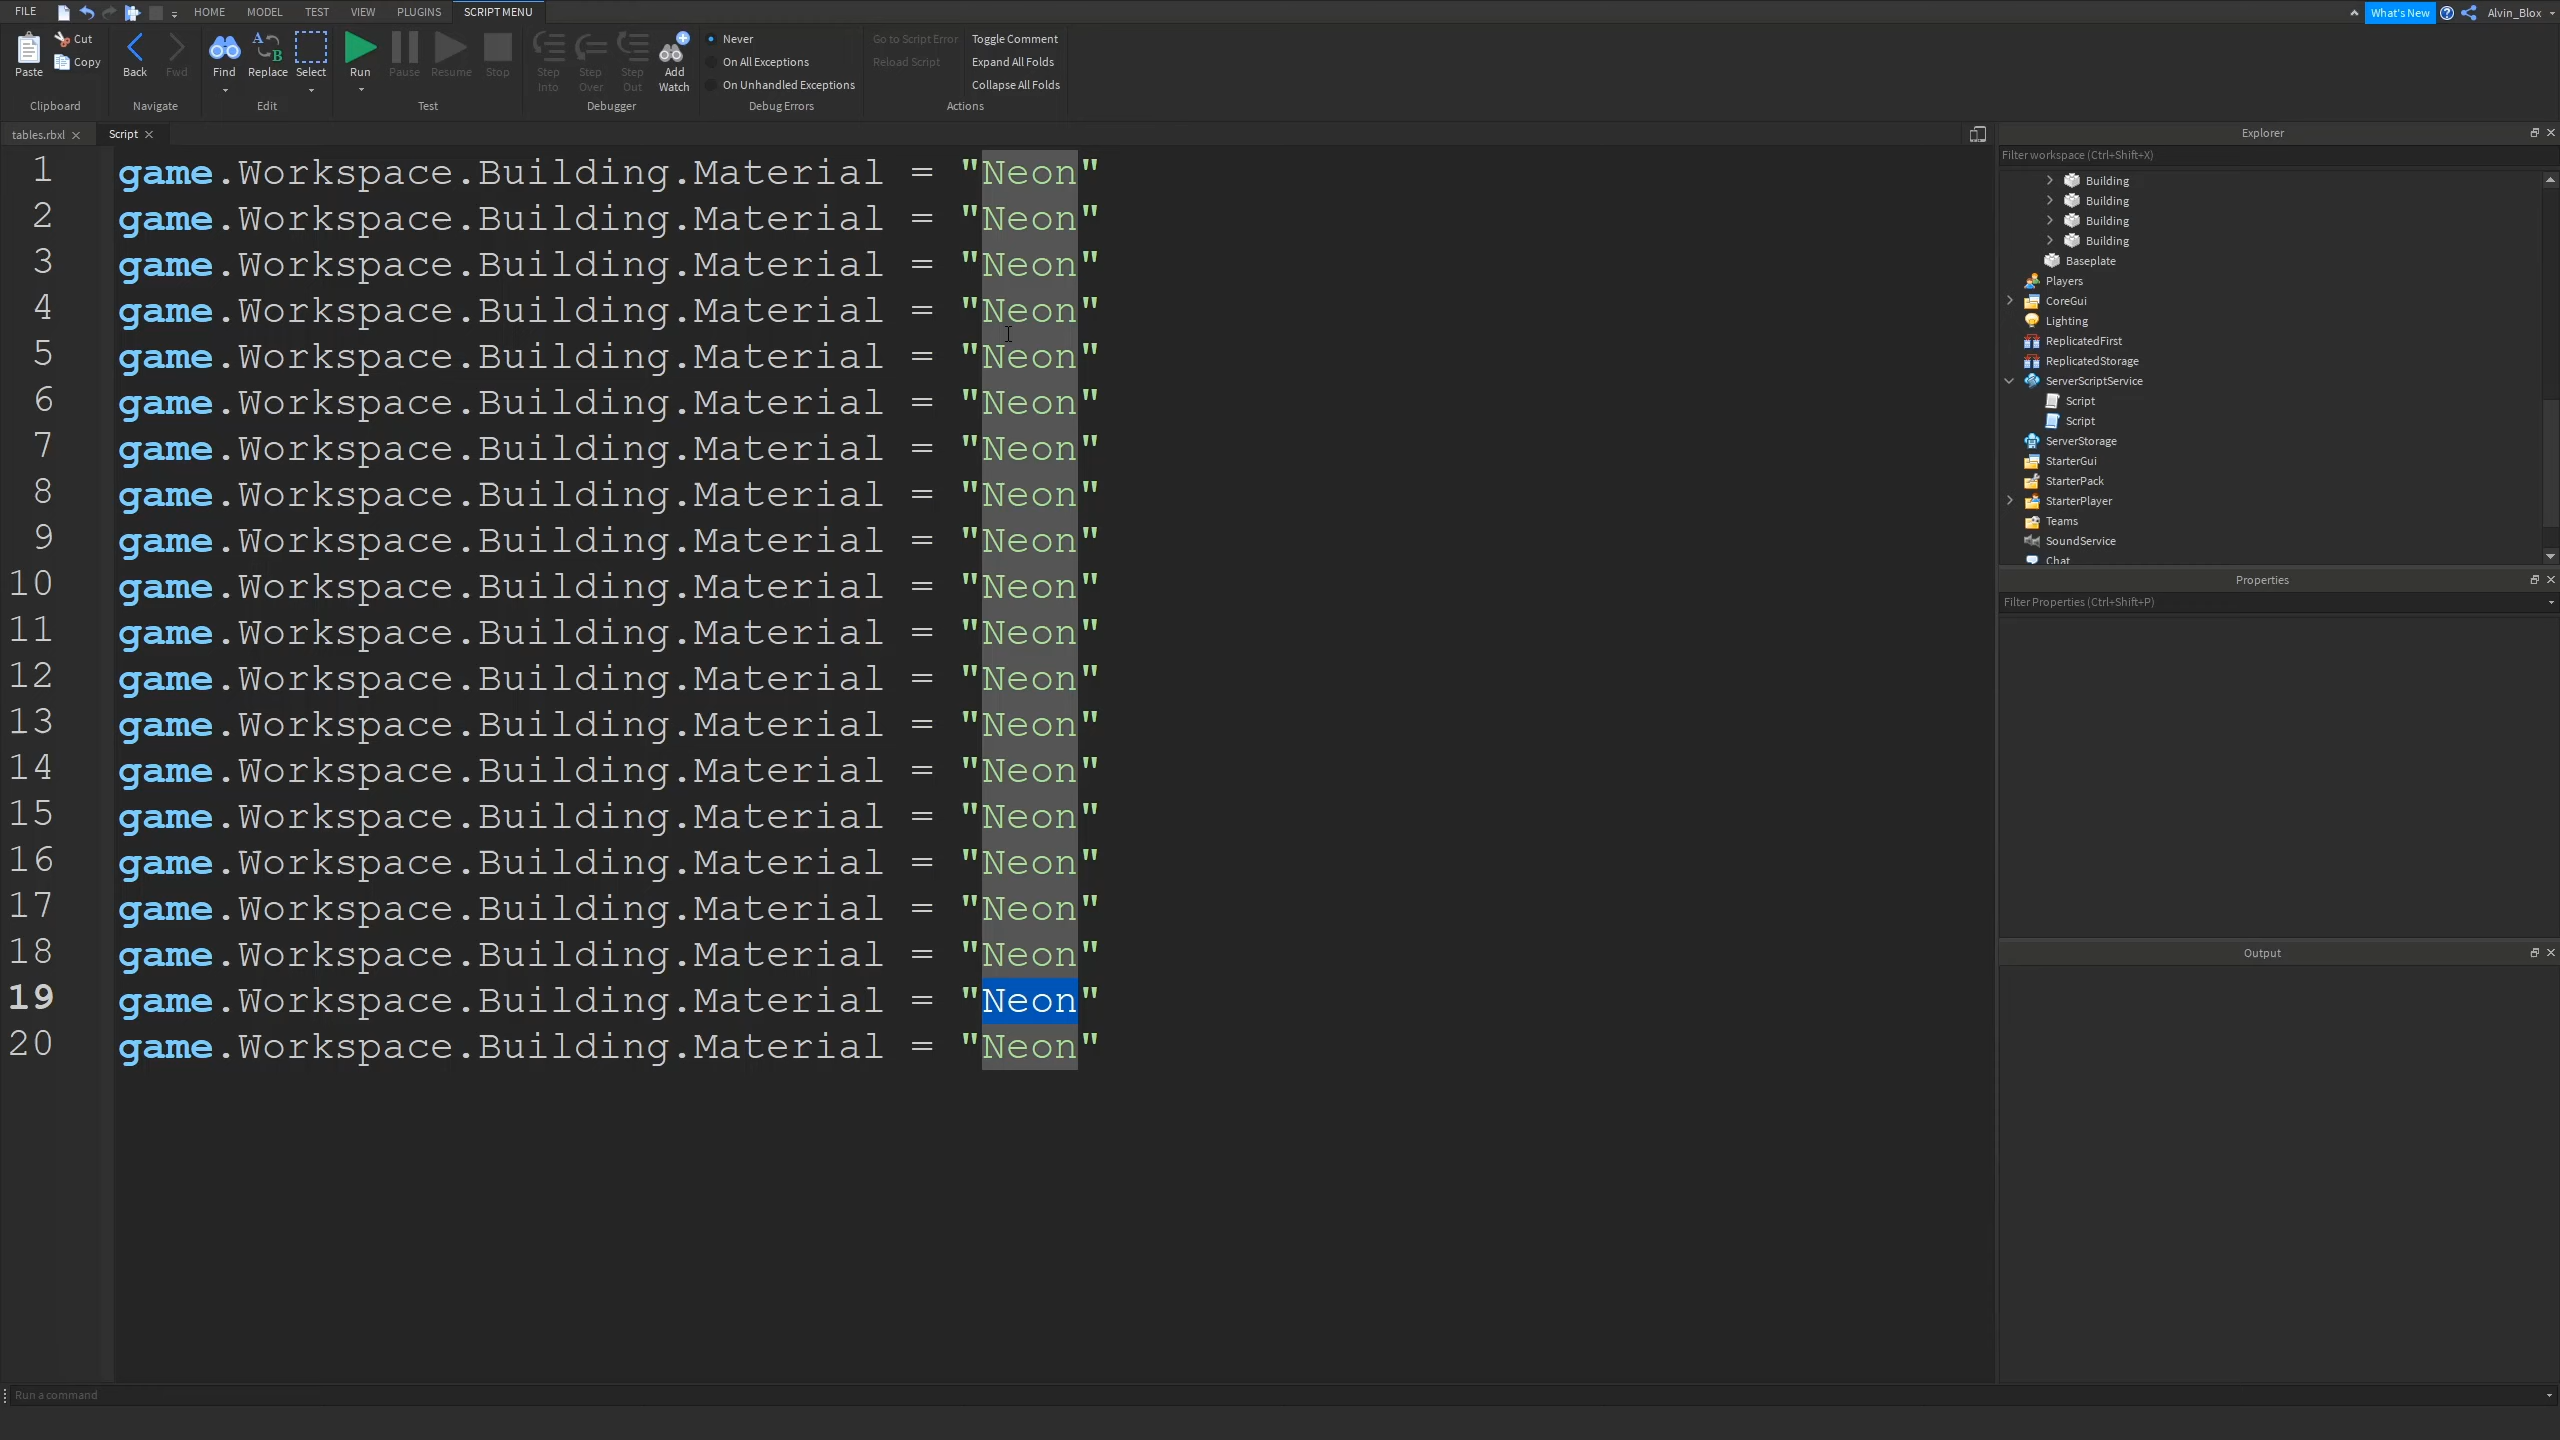 FILE HOME MODEL TEST VIEW PLUGINS SCRIPT MENU What's New Alvin_Blox
Paste Cut Copy Back Fwd Find Replace Select Run Pause Resume Stop Step Into Step Over Step Out Add Watch
Never
On All Exceptions
On Unhandled Exceptions
Go to Script Error
Reload Script
Toggle Comment
Expand All Folds
Collapse All Folds
Clipboard Navigate Edit Test Debugger Debug Errors Actions
tables.rbxl Script
1 game.Workspace.Building.Material = "Neon"
2 game.Workspace.Building.Material = "Neon"
3 game.Workspace.Building.Material = "Neon"
4 game.Workspace.Building.Material = "Neon"
5 game.Workspace.Building.Material = "Neon"
6 game.Workspace.Building.Material = "Neon"
7 game.Workspace.Building.Material = "Neon"
8 game.Workspace.Building.Material = "Neon"
9 game.Workspace.Building.Material = "Neon"
10 game.Workspace.Building.Material = "Neon"
11 game.Workspace.Building.Material = "Neon"
12 game.Workspace.Building.Material = "Neon"
13 game.Workspace.Building.Material = "Neon"
14 game.Workspace.Building.Material = "Neon"
15 game.Workspace.Building.Material = "Neon"
16 game.Workspace.Building.Material = "Neon"
17 game.Workspace.Building.Material = "Neon"
18 game.Workspace.Building.Material = "Neon"
19 game.Workspace.Building.Material = "Neon"
20 game.Workspace.Building.Material = "Neon"
Explorer
Filter workspace (Ctrl+Shift+X)
Building
Building
Building
Building
Baseplate
Players
CoreGui
Lighting
ReplicatedFirst
ReplicatedStorage
ServerScriptService
Script
Script
ServerStorage
StarterGui
StarterPack
StarterPlayer
Teams
SoundService
Chat
Properties
Filter Properties (Ctrl+Shift+P)
Output
Run a command